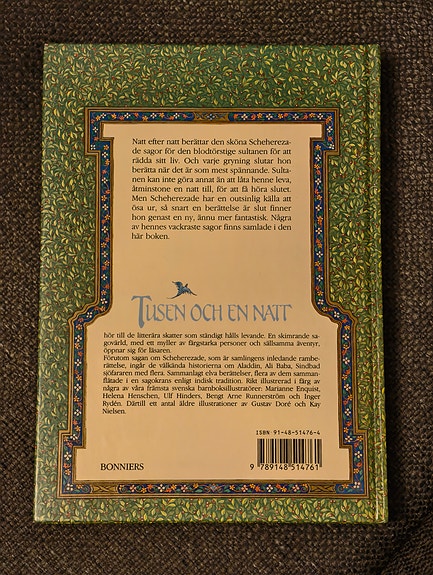 Natt efter natt berättar den sköna Schehereza-
de sagor för den blodtörstige sultanen för att
rädda sitt liv. Och varje gryning slutar hon
berätta när det är som mest spännande. Sulta-
nen kan inte göra annat än att låta henne leva,
åtminstone en natt till, för att få höra slutet.
Men Scheherezade har en outsinlig källa att
ösa ur, så snart en berättelse är slut finner
hon genast en ny, ännu mer fantastisk. Några
av hennes vackraste sagor finns samlade i den
här boken.
TUSEN OCH EN NATT
hör till de litterära skatter som ständigt hålls levande. En skimrande sa-
govärld, med ett myller av färgstarka personer och sällsamma äventyr,
öppnar sig för läsaren.
Förutom sagan om Scheherezade, som är samlingens inledande rambe-
rättelse, ingår de välkända historierna om Aladdin, Ali Baba, Sindbad
sjöfararen med flera. Sammanlagt elva berättelser, flera av dem samman-
flätade i en sagokrans enligt indisk tradition. Rikt illustrerad i färg av
några av våra främsta svenska barnboksillustratörer: Marianne Enquist,
Helena Henschen, Ulf Hinders, Bengt Arne Runnerström och Inger
Rydén. Därtill ett antal äldre illustrationer av Gustav Doré och Kay
Nielsen.
ISBN 91-48-51476-4
BONNIERS
9 789148 514761